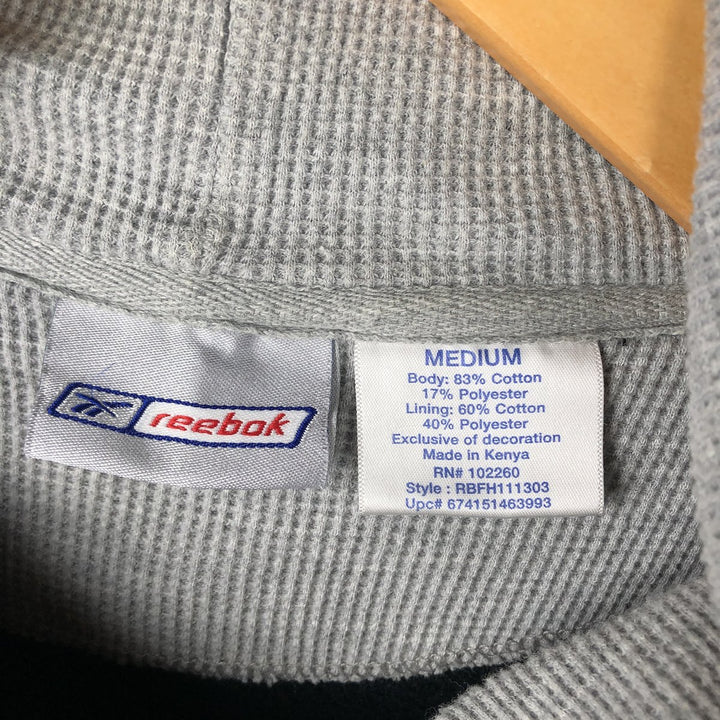 reebok
MEDIUM
Body: 83% Cotton
17% Polyester
Lining: 60% Cotton
40% Polyester
Exclusive of decoration
Made in Kenya
RN# 102260
Style : RBFH111303
Upc# 674151463993